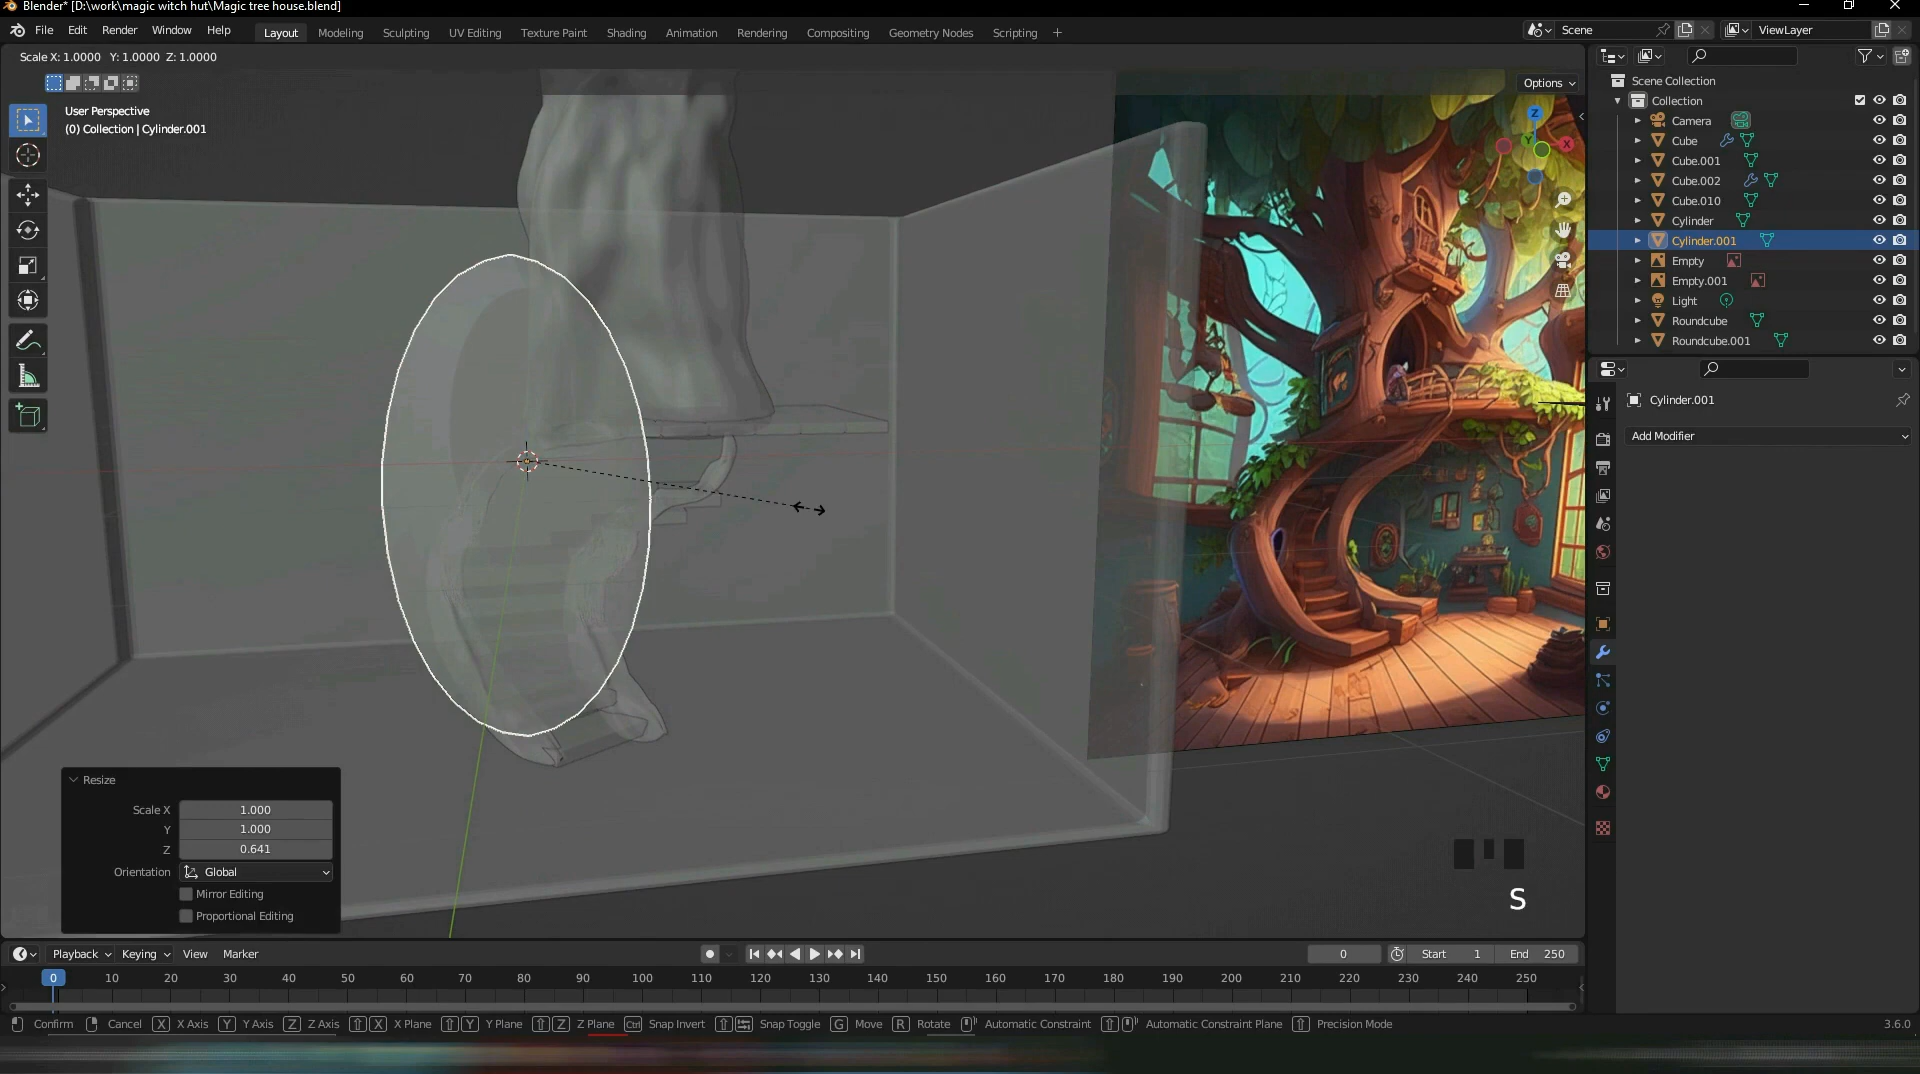 Blender* [D:\work\magic witch hut\Magic tree house.blend]
File Edit Render Window Help Layout Modeling Sculpting UV Editing Texture Paint Shading Animation Rendering Compositing Geometry Nodes Scripting + Scene ViewLayer
Scale X: 1.0000 Y: 1.0000 Z: 1.0000
Options
User Perspective
(0) Collection | Cylinder.001
Z
Y
X
Scene Collection
Collection
Camera
Cube
Cube.001
Cube.002
Cube.010
Cylinder
Cylinder.001
Empty
Empty.001
Light
Roundcube
Roundcube.001
Cylinder.001
Add Modifier
Resize
Scale X 1.000
Y 1.000
Z 0.641
Orientation Global
Mirror Editing
Proportional Editing
S
Playback Keying View Marker 0 Start 1 End 250
0 10 20 30 40 50 60 70 80 90 100 110 120 130 140 150 160 170 180 190 200 210 220 230 240 250
Confirm Cancel X X Axis Y Y Axis Z Z Axis X X Plane Y Y Plane Z Z Plane Ctrl Snap Invert Snap Toggle G Move R Rotate Automatic Constraint Automatic Constraint Plane Precision Mode 3.6.0